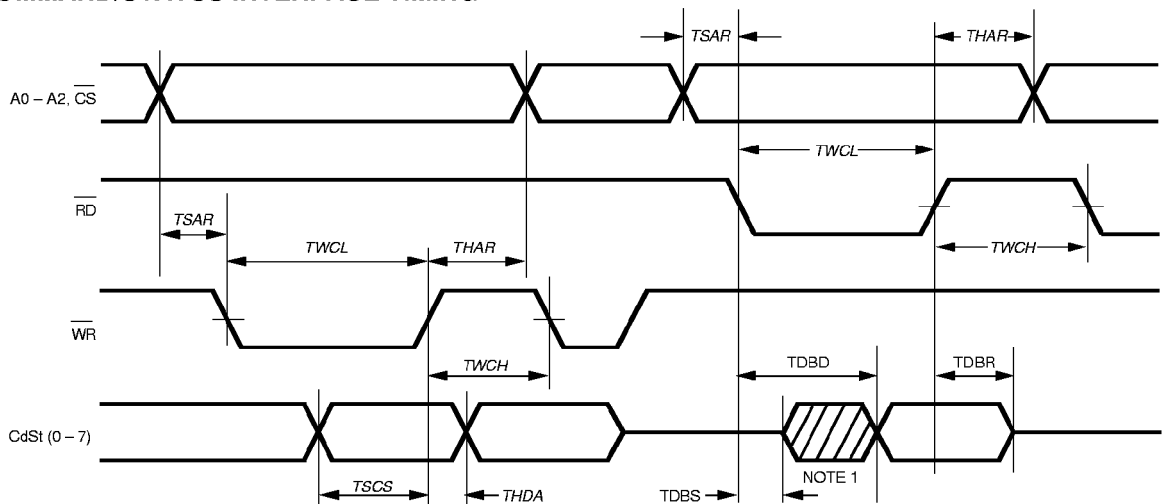 TSAR
THAR
A0 – A2, CS
TWCL
RD
TSAR
TWCL
THAR
TWCH
WR
TWCH
TDBD
TDBR
CdSt (0 – 7)
NOTE 1
TSCS
THDA
TDBS